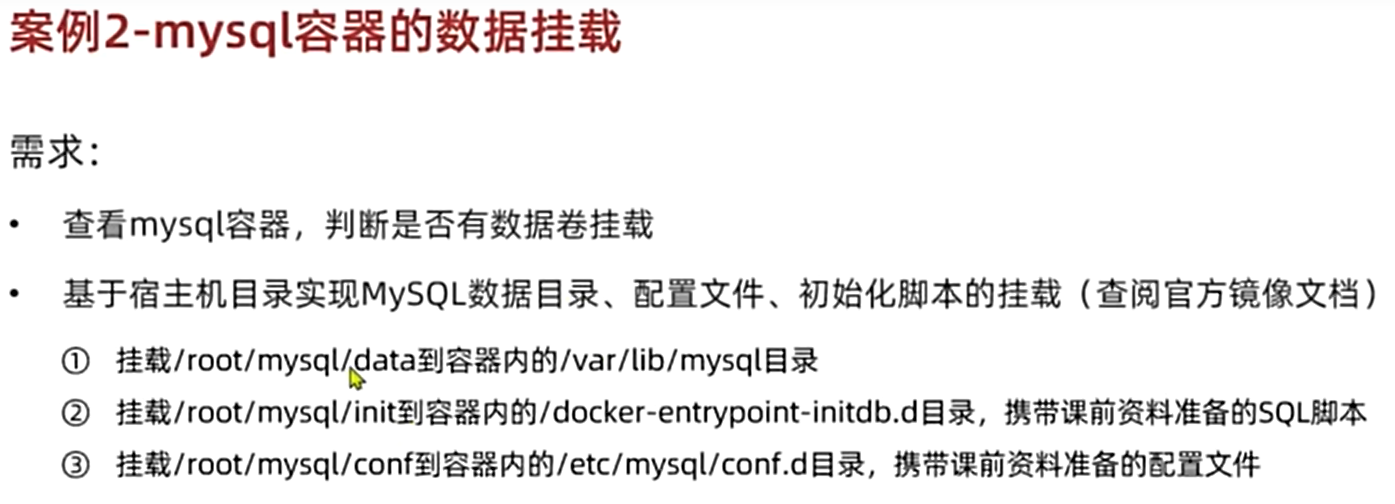 案例2-mysql容器的数据挂载
需求：
• 查看mysql容器，判断是否有数据卷挂载
• 基于宿主机目录实现MySQL数据目录、配置文件、初始化脚本的挂载（查阅官方镜像文档）
① 挂载/root/mysql/data到容器内的/var/lib/mysql目录
② 挂载/root/mysql/init到容器内的/docker-entrypoint-initdb.d目录，携带课前资料准备的SQL脚本
③ 挂载/root/mysql/conf到容器内的/etc/mysql/conf.d目录，携带课前资料准备的配置文件